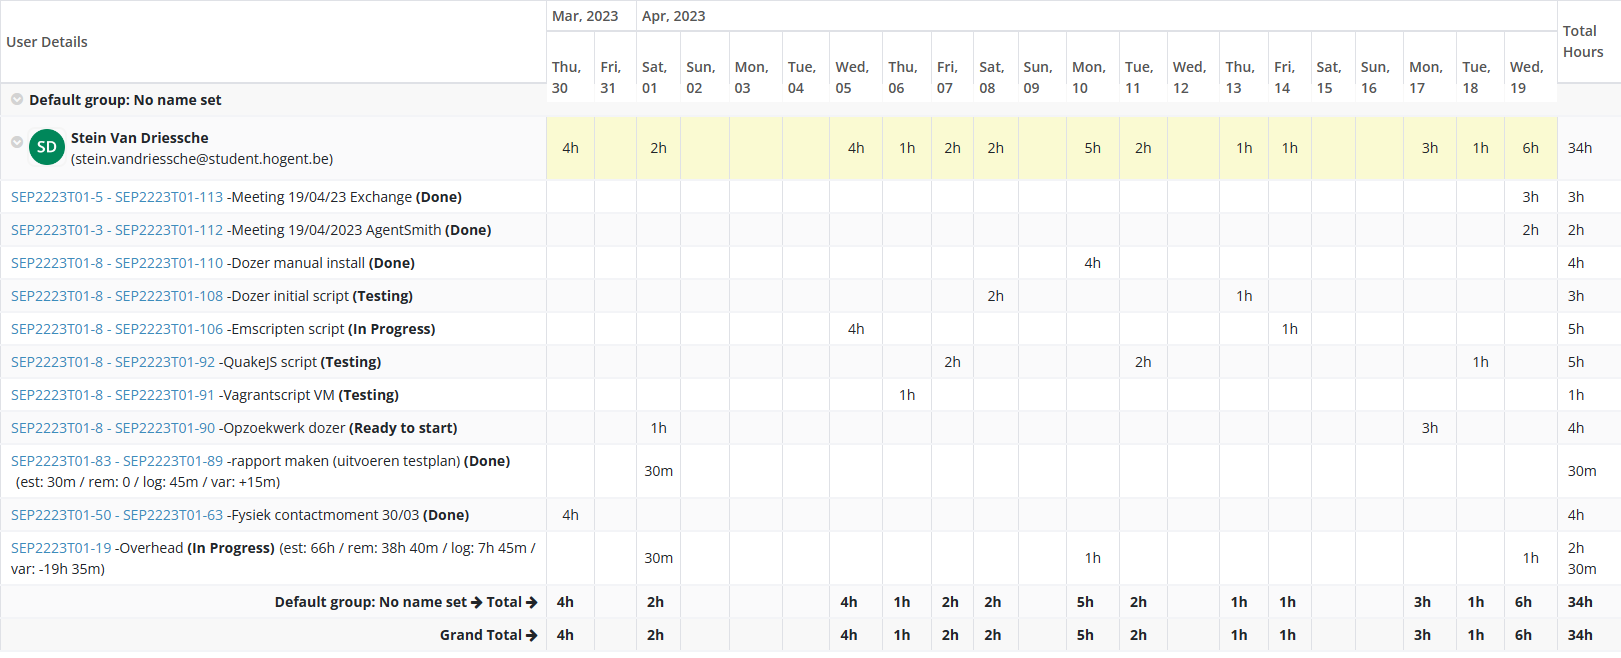 User Details Mar, 2023 Apr, 2023 Total Hours
Thu, 30 Fri, 31 Sat, 01 Sun, 02 Mon, 03 Tue, 04 Wed, 05 Thu, 06 Fri, 07 Sat, 08 Sun, 09 Mon, 10 Tue, 11 Wed, 12 Thu, 13 Fri, 14 Sat, 15 Sun, 16 Mon, 17 Tue, 18 Wed, 19
Default group: No name set
SD Stein Van Driessche
(stein.vandriessche@student.hogent.be) 4h 2h 4h 1h 2h 2h 5h 2h 1h 1h 3h 1h 6h 34h
SEP2223T01-5 - SEP2223T01-113 -Meeting 19/04/23 Exchange (Done) 3h 3h
SEP2223T01-3 - SEP2223T01-112 -Meeting 19/04/2023 AgentSmith (Done) 2h 2h
SEP2223T01-8 - SEP2223T01-110 -Dozer manual install (Done) 4h 4h
SEP2223T01-8 - SEP2223T01-108 -Dozer initial script (Testing) 2h 1h 3h
SEP2223T01-8 - SEP2223T01-106 -Emscripten script (In Progress) 4h 1h 5h
SEP2223T01-8 - SEP2223T01-92 -QuakeJS script (Testing) 2h 2h 1h 5h
SEP2223T01-8 - SEP2223T01-91 -Vagrantscript VM (Testing) 1h 1h
SEP2223T01-8 - SEP2223T01-90 -Opzoekwerk dozer (Ready to start) 1h 3h 4h
SEP2223T01-83 - SEP2223T01-89 -rapport maken (uitvoeren testplan) (Done)
(est: 30m / rem: 0 / log: 45m / var: +15m) 30m 30m
SEP2223T01-50 - SEP2223T01-63 -Fysiek contactmoment 30/03 (Done) 4h 4h
SEP2223T01-19 -Overhead (In Progress) (est: 66h / rem: 38h 40m / log: 7h 45m /
var: -19h 35m) 30m 1h 1h 2h 30m
Default group: No name set → Total → 4h 2h 4h 1h 2h 2h 5h 2h 1h 1h 3h 1h 6h 34h
Grand Total → 4h 2h 4h 1h 2h 2h 5h 2h 1h 1h 3h 1h 6h 34h